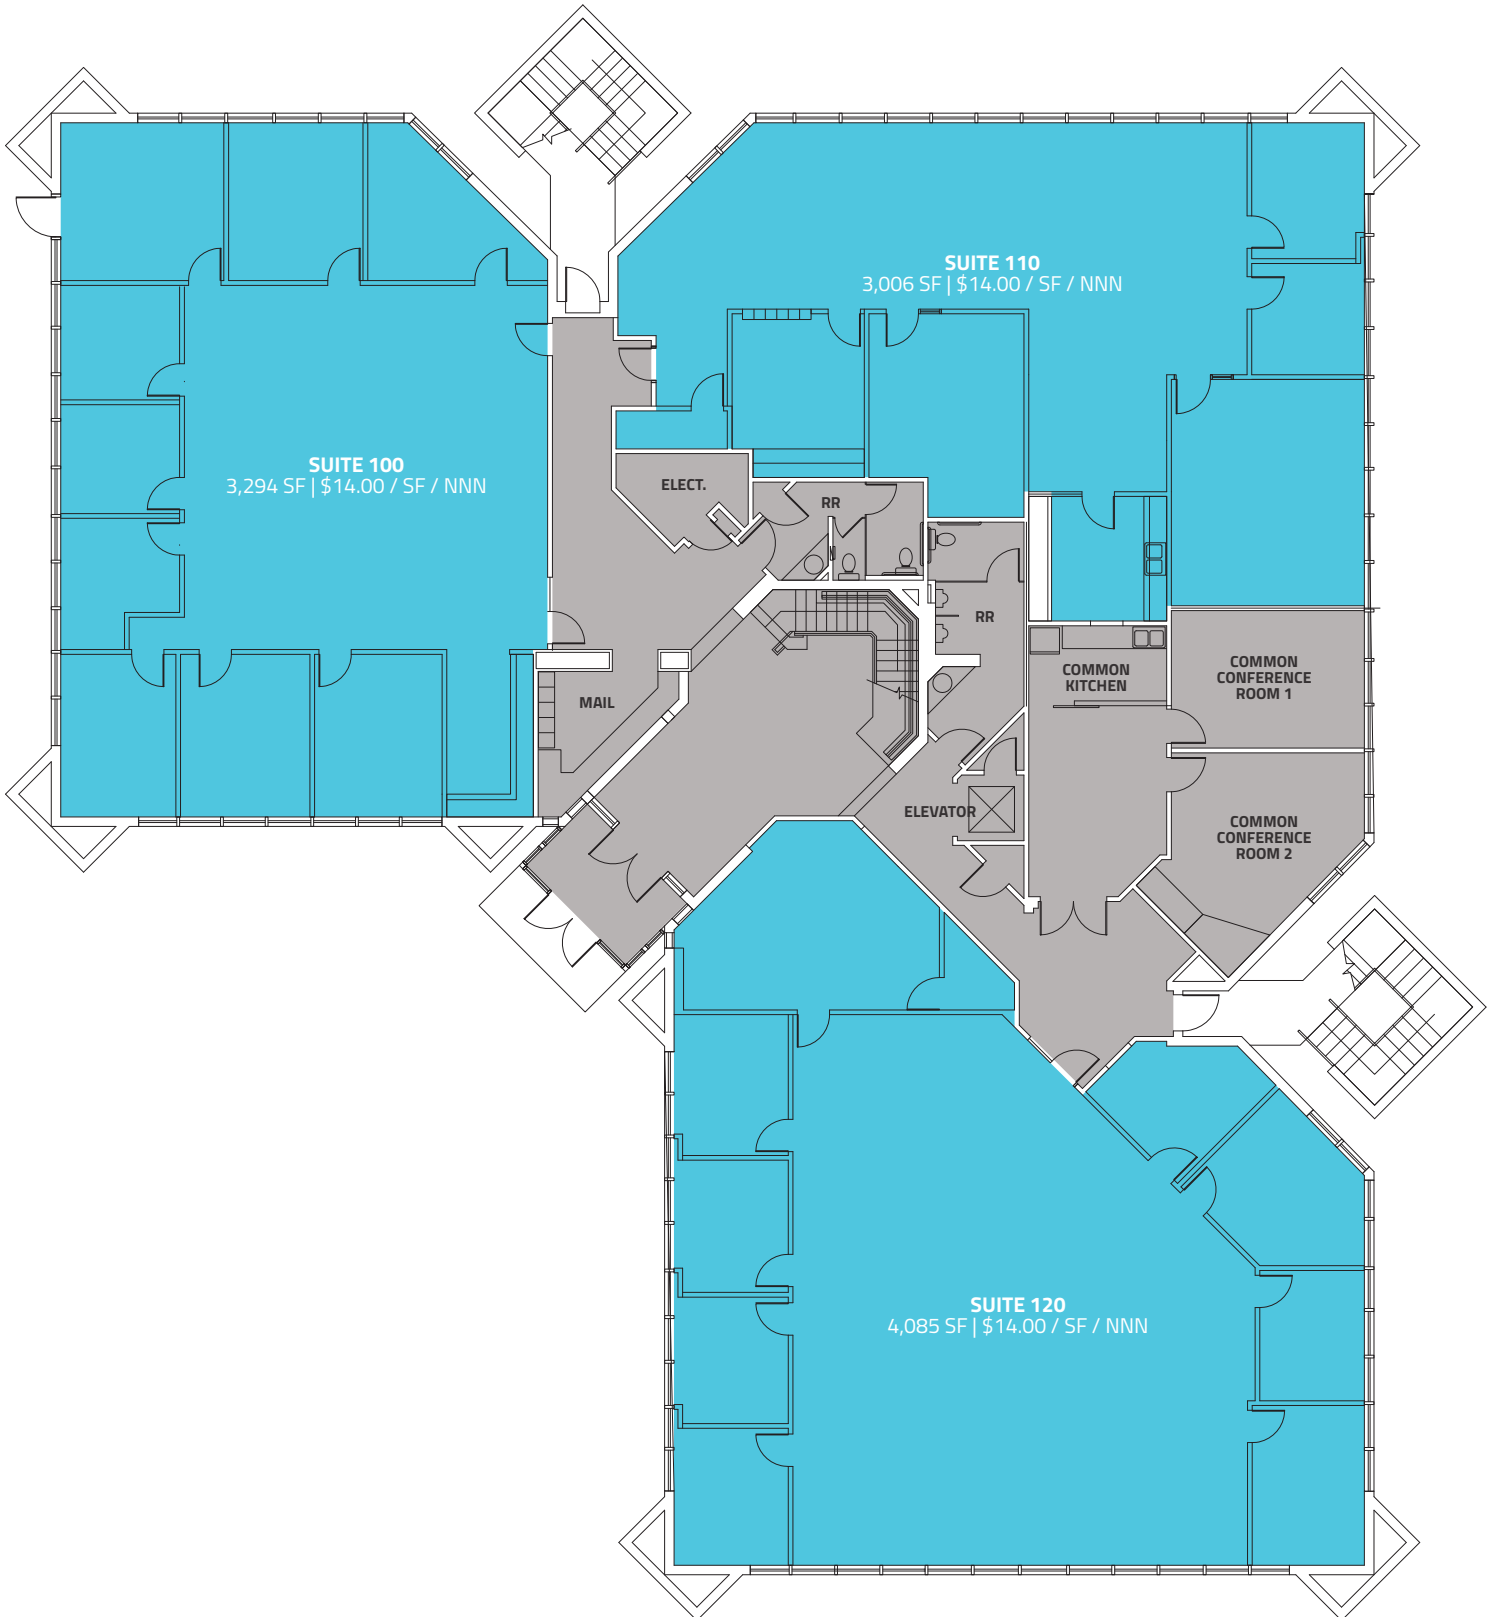 SUITE 110
3,006 SF | $14.00 / SF / NNN
SUITE 100
3,294 SF | $14.00 / SF / NNN
ELECT.
RR
RR
COMMON
KITCHEN
COMMON
CONFERENCE
ROOM 1
MAIL
ELEVATOR
COMMON
CONFERENCE
ROOM 2
SUITE 120
4,085 SF | $14.00 / SF / NNN